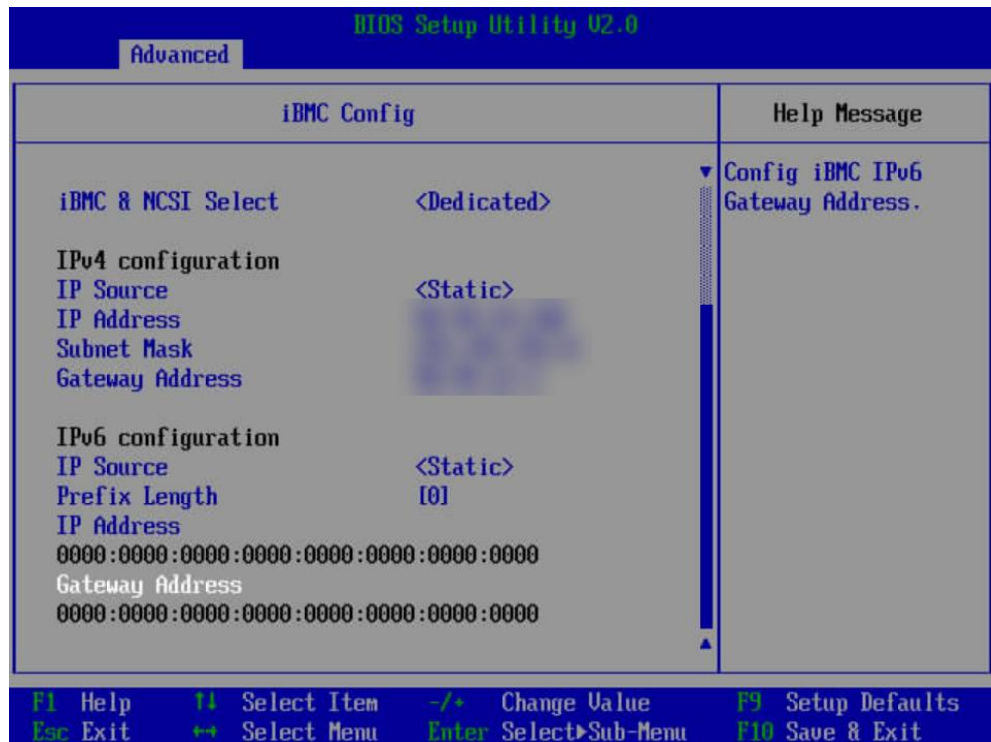 BIOS Setup Utility V2.0
Advanced
iBMC Config
Help Message
iBMC & NCSI Select <Dedicated>
Config iBMC IPv6
Gateway Address.
IPv4 configuration
IP Source <Static>
IP Address
Subnet Mask
Gateway Address
IPv6 configuration
IP Source <Static>
Prefix Length [0]
IP Address
0000:0000:0000:0000:0000:0000:0000:0000
Gateway Address
0000:0000:0000:0000:0000:0000:0000:0000
F1 Help ↑↓ Select Item -/+ Change Value F9 Setup Defaults
Esc Exit ↔ Select Menu Enter Select▶Sub-Menu F10 Save & Exit